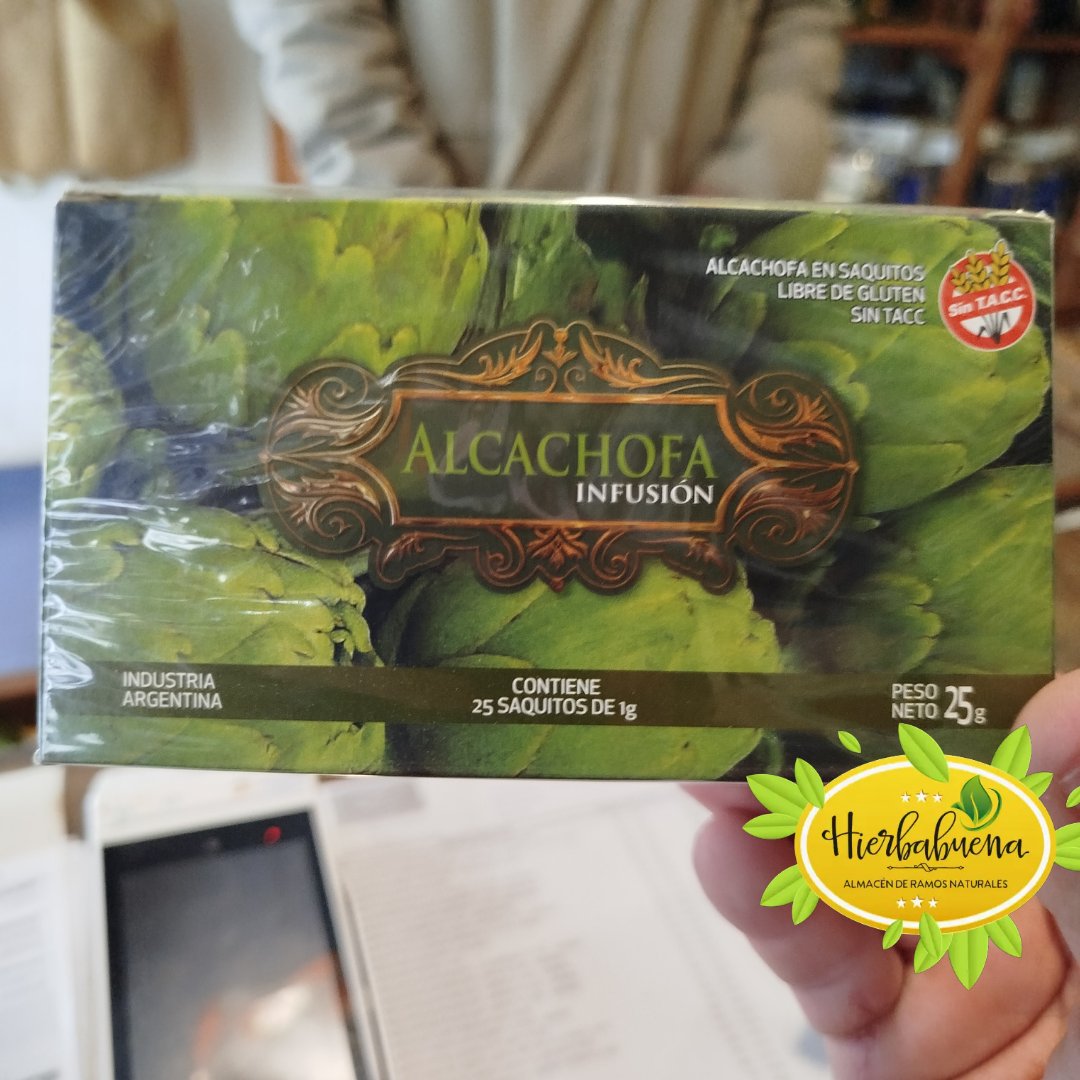 ALCACHOFA EN SAQUITOS
LIBRE DE GLUTEN
SIN TACC
Sin T.A.C.C.
ALCACHOFA
INFUSIÓN
INDUSTRIA
ARGENTINA
CONTIENE
25 SAQUITOS DE 1g
PESO
NETO 25g
Hierbabuena
ALMACÉN DE RAMOS NATURALES